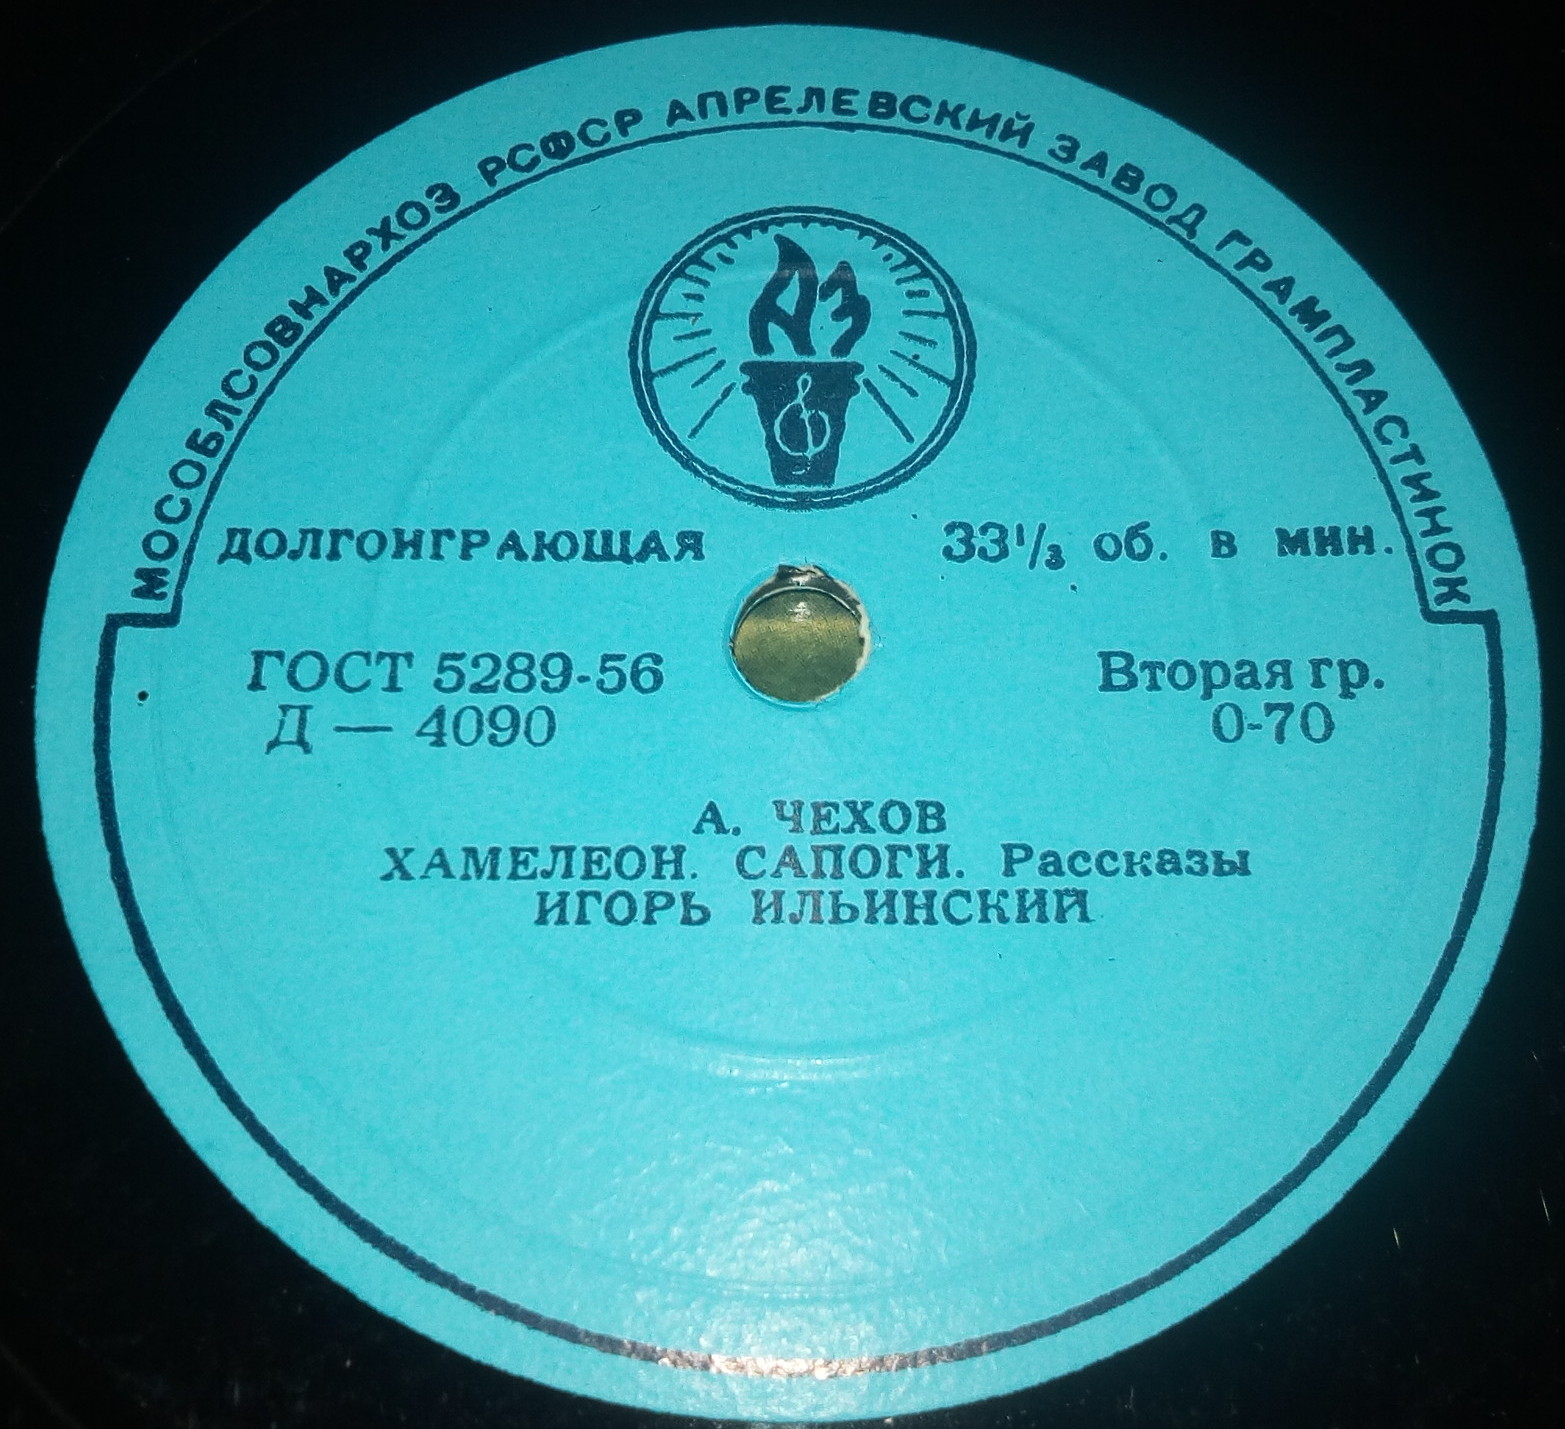 МОСОБЛСОВНАРХОЗ РСФСР АПРЕЛЕВСКИЙ ЗАВОД ГРАМПЛАСТИНОК
АЗ
ДОЛГОИГРАЮЩАЯ 33⅓ об. в мин.
ГОСТ 5289-56 Вторая гр.
Д — 4090 0-70
А. ЧЕХОВ
ХАМЕЛЕОН. САПОГИ. Рассказы
ИГОРЬ ИЛЬИНСКИЙ